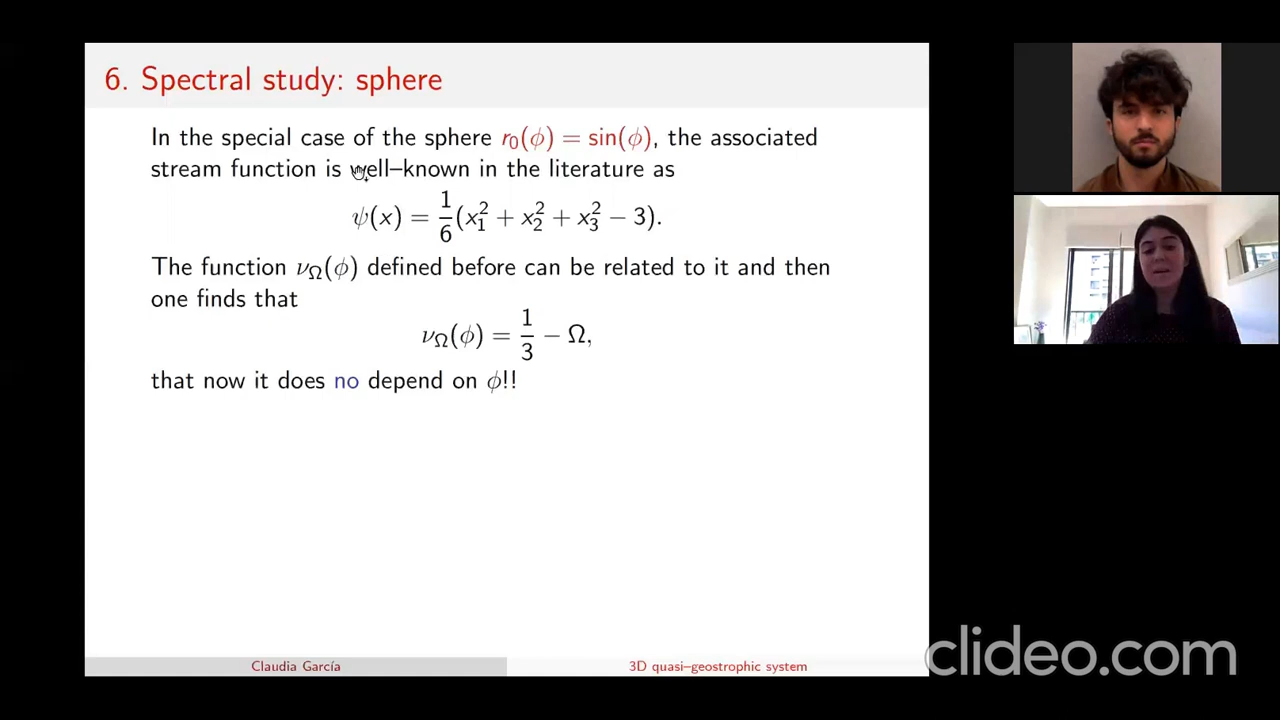 6. Spectral study: sphere
In the special case of the sphere r₀(ϕ) = sin(ϕ), the associated
stream function is well–known in the literature as
ψ(x) = 1/6 (x₁² + x₂² + x₃² − 3).
The function ν_Ω(ϕ) defined before can be related to it and then
one finds that
ν_Ω(ϕ) = 1/3 − Ω,
that now it does no depend on ϕ!!
Claudia García
3D quasi–geostrophic system
clideo.com